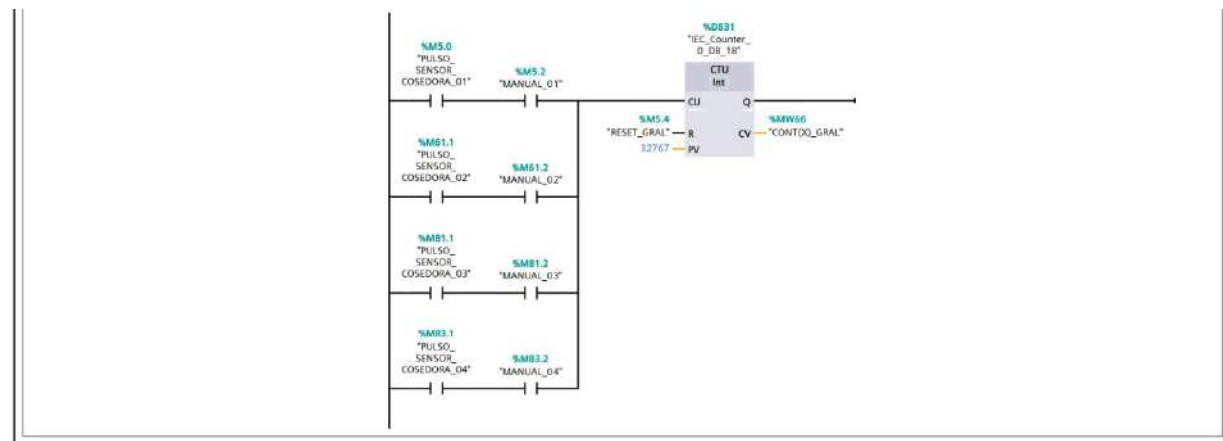 %M5.0
"PULSO_
SENSOR_
COSEDORA_01"
%M5.2
"MANUAL_01"
%DB31
"IEC_Counter_
0_DB_18"
CTU
Int
CU
Q
%M5.4
"RESET_GRAL"
R
CV
%MW66
"CONTDO_GRAL"
32767
PV
%M61.1
"PULSO_
SENSOR_
COSEDORA_02"
%M61.2
"MANUAL_02"
%M81.1
"PULSO_
SENSOR_
COSEDORA_03"
%M81.2
"MANUAL_03"
%M83.1
"PULSO_
SENSOR_
COSEDORA_04"
%M83.2
"MANUAL_04"